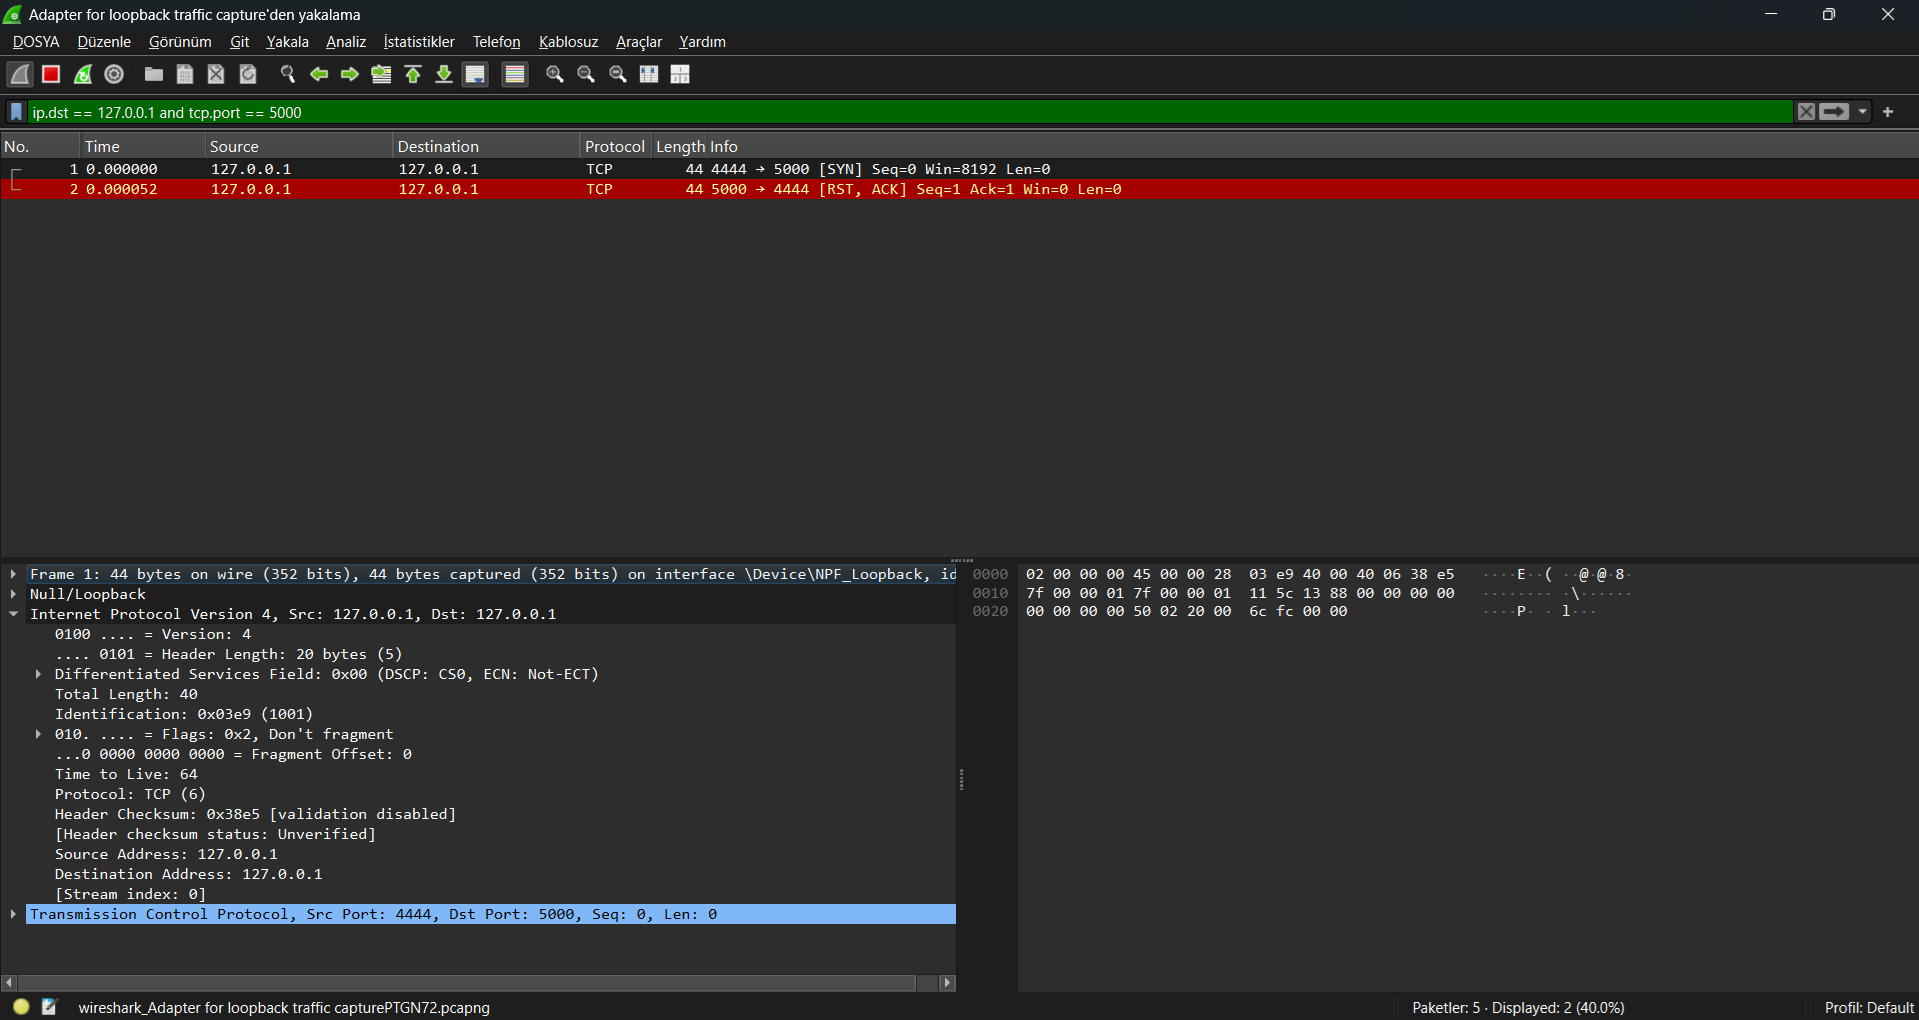 Adapter for loopback traffic capture'den yakalama
DOSYA Düzenle Görünüm Git Yakala Analiz İstatistikler Telefon Kablosuz Araçlar Yardım
ip.dst == 127.0.0.1 and tcp.port == 5000
No. Time Source Destination Protocol Length Info
1 0.000000 127.0.0.1 127.0.0.1 TCP 44 4444 → 5000 [SYN] Seq=0 Win=8192 Len=0
2 0.000052 127.0.0.1 127.0.0.1 TCP 44 5000 → 4444 [RST, ACK] Seq=1 Ack=1 Win=0 Len=0
Frame 1: 44 bytes on wire (352 bits), 44 bytes captured (352 bits) on interface \Device\NPF_Loopback, id
Null/Loopback
Internet Protocol Version 4, Src: 127.0.0.1, Dst: 127.0.0.1
0100 .... = Version: 4
.... 0101 = Header Length: 20 bytes (5)
Differentiated Services Field: 0x00 (DSCP: CS0, ECN: Not-ECT)
Total Length: 40
Identification: 0x03e9 (1001)
010. .... = Flags: 0x2, Don't fragment
...0 0000 0000 0000 = Fragment Offset: 0
Time to Live: 64
Protocol: TCP (6)
Header Checksum: 0x38e5 [validation disabled]
[Header checksum status: Unverified]
Source Address: 127.0.0.1
Destination Address: 127.0.0.1
[Stream index: 0]
Transmission Control Protocol, Src Port: 4444, Dst Port: 5000, Seq: 0, Len: 0
0000 02 00 00 00 45 00 00 28 03 e9 40 00 40 06 38 e5 ····E··( ··@·@·8·
0010 7f 00 00 01 7f 00 00 01 11 5c 13 88 00 00 00 00 ········ ·\······
0020 00 00 00 00 50 02 20 00 6c fc 00 00 ····P· · l···
wireshark_Adapter for loopback traffic capturePTGN72.pcapng
Paketler: 5 · Displayed: 2 (40.0%)
Profil: Default